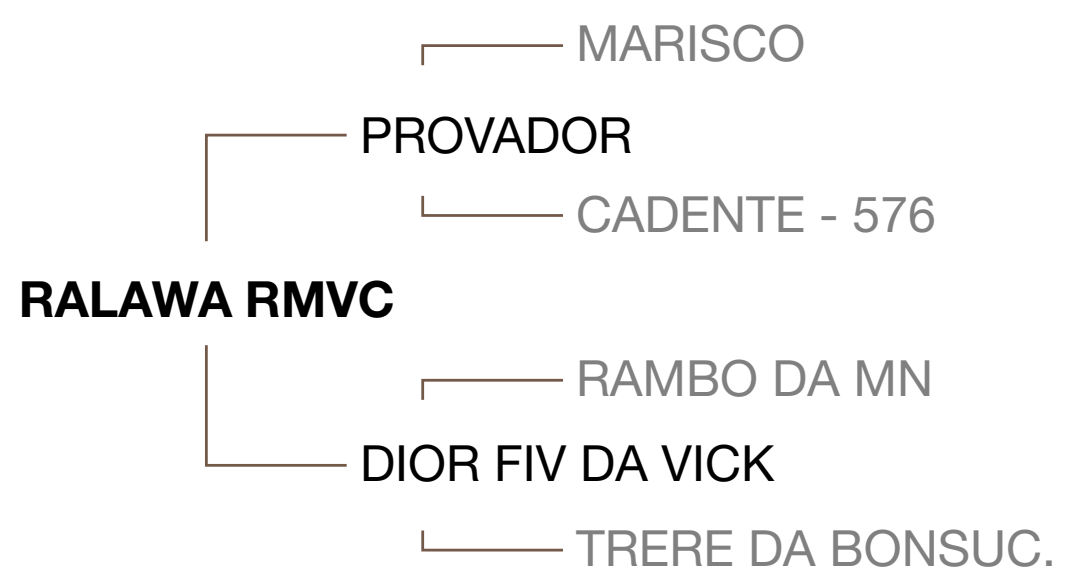 MARISCO
PROVADOR
CADENTE - 576
RALAWA RMVC
RAMBO DA MN
DIOR FIV DA VICK
TRERE DA BONSUC.